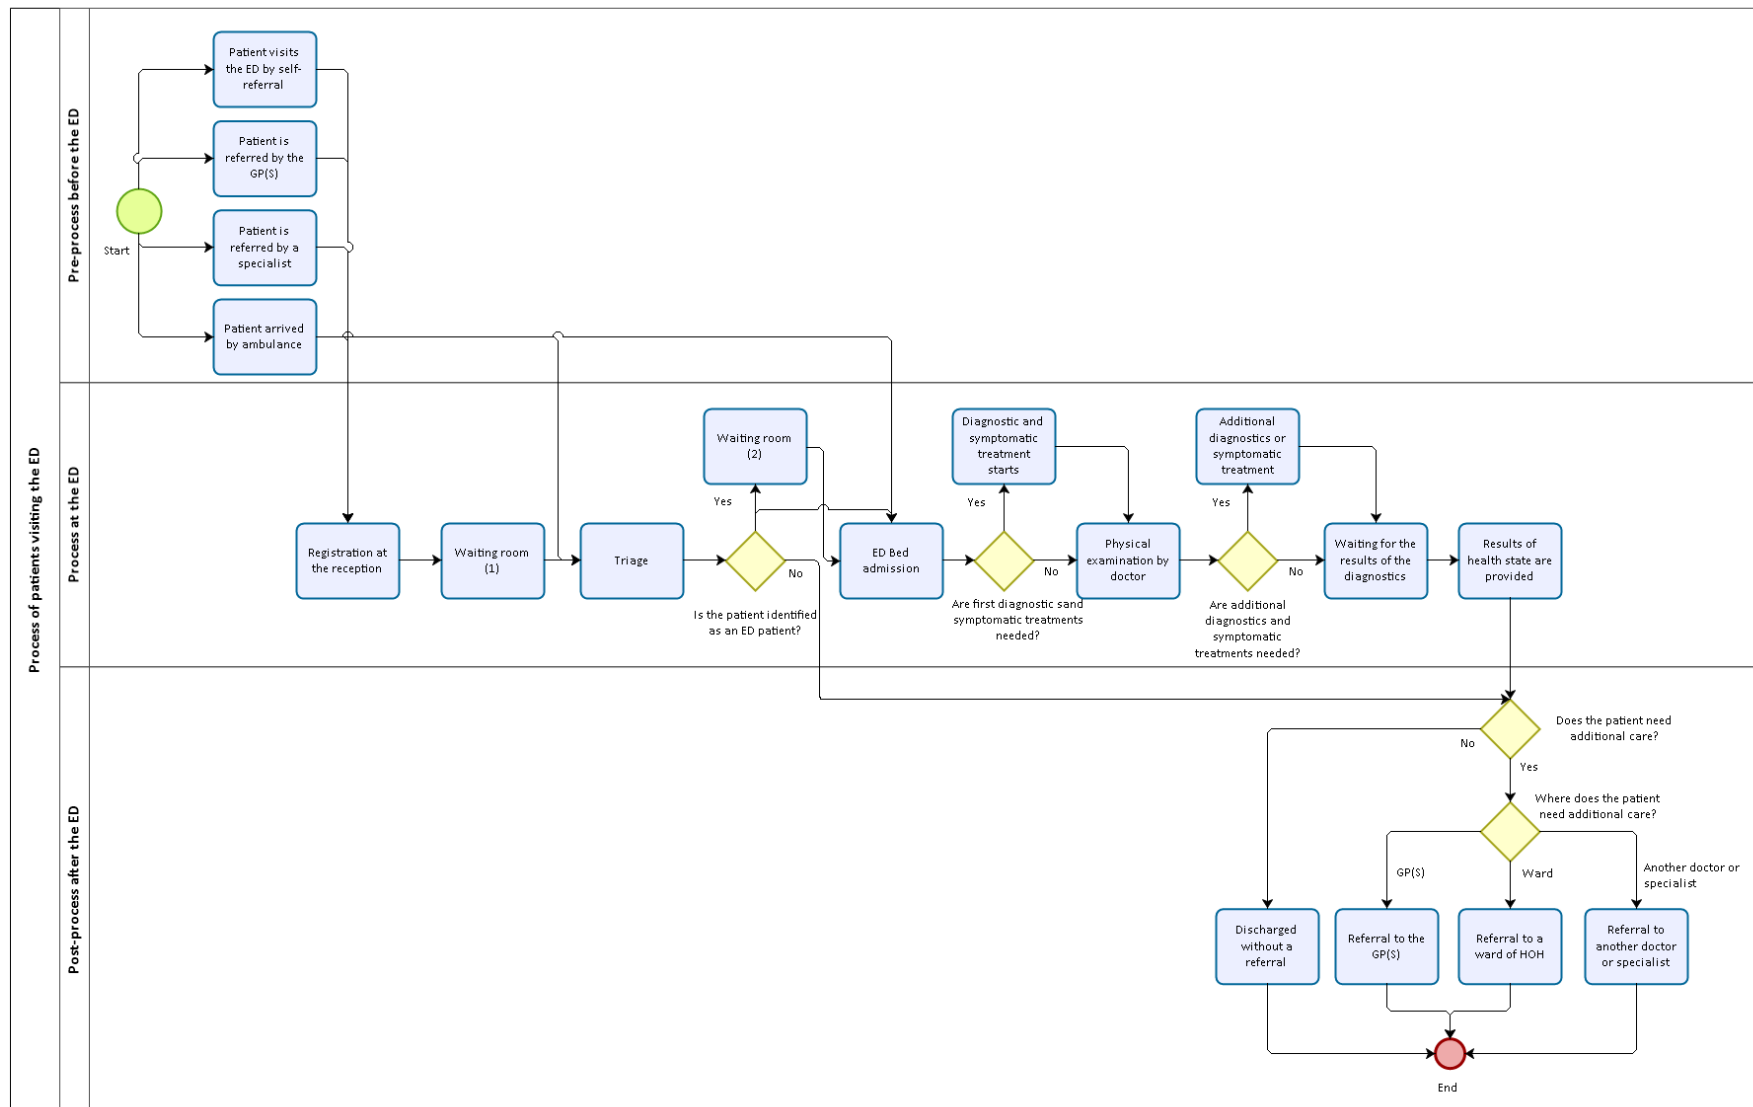 Process of patients visiting the ED
Pre-process before the ED
Patient visits
the ED by self-
referral
Patient is
referred by the
GP(S)
Start
Patient is
referred by a
specialist
Patient arrived
by ambulance
Process at the ED
Registration at
the reception
Waiting room
(1)
Triage
Waiting room
(2)
Yes
No
Is the patient identified
as an ED patient?
ED Bed
admission
Diagnostic and
symptomatic
treatment
starts
Yes
No
Are first diagnostic sand
symptomatic treatments
needed?
Physical
examination by
doctor
Additional
diagnostics or
symptomatic
treatment
Yes
No
Are additional
diagnostics and
symptomatic
treatments needed?
Waiting for the
results of the
diagnostics
Results of
health state are
provided
Post-process after the ED
Does the patient need
additional care?
No
Yes
Where does the patient
need additional care?
GP(S)
Ward
Another doctor or
specialist
Discharged
without a
referral
Referral to the
GP(S)
Referral to a
ward of HOH
Referral to
another doctor
or specialist
End